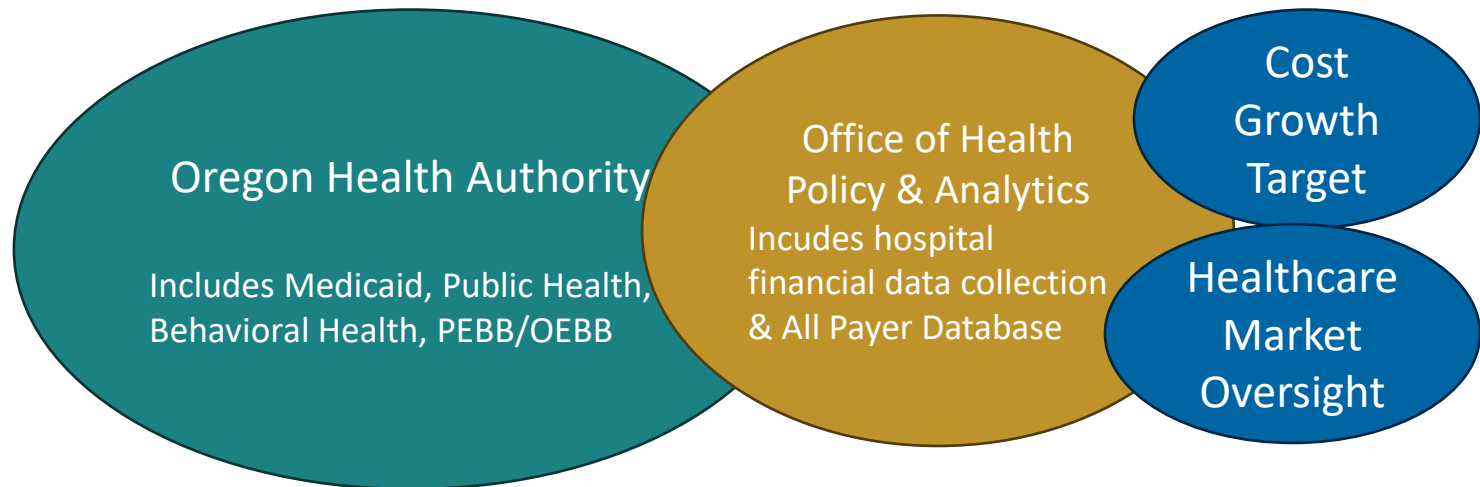 Oregon Health Authority
Includes Medicaid, Public Health,
Behavioral Health, PEBB/OEBB
Office of Health
Policy & Analytics
Incudes hospital
financial data collection
& All Payer Database
Cost
Growth
Target
Healthcare
Market
Oversight